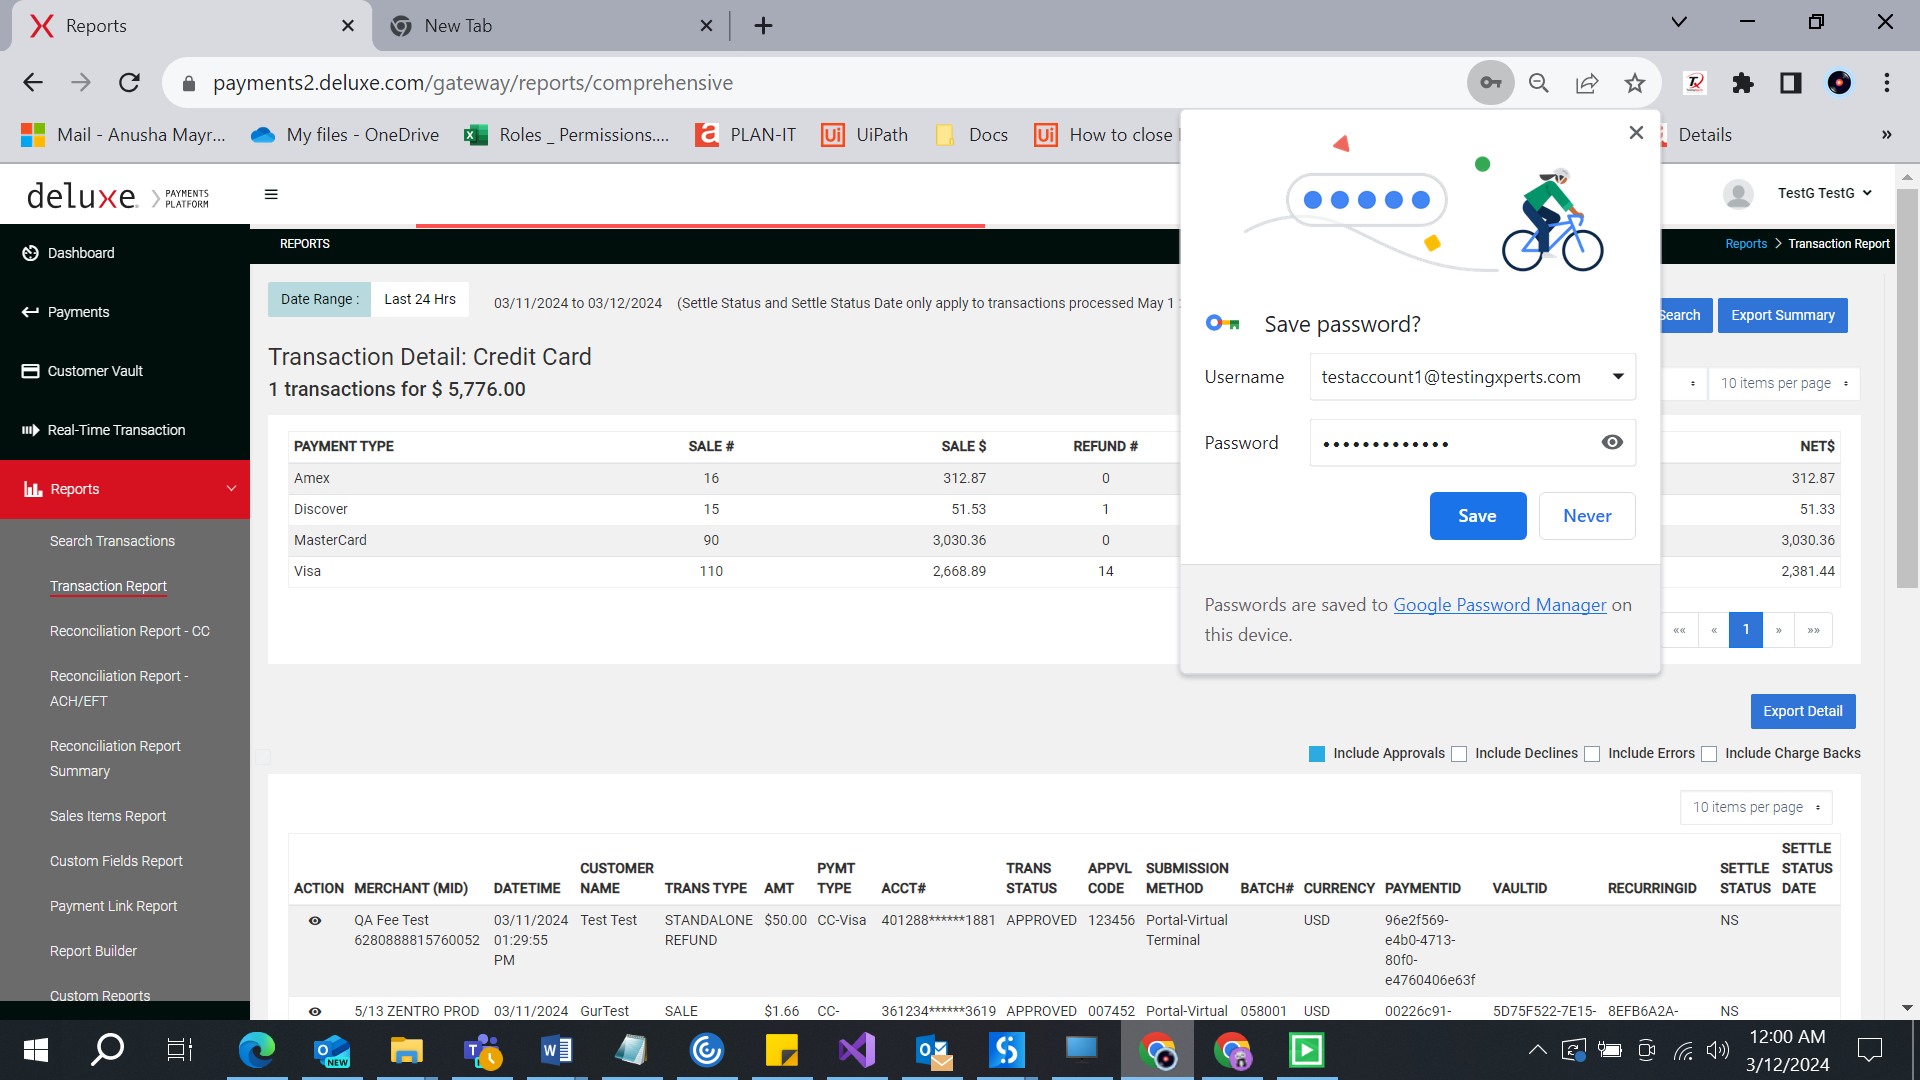 Reports
New Tab
payments2.deluxe.com/gateway/reports/comprehensive
Mail - Anusha Mayr...
My files - OneDrive
Roles _ Permissions....
PLAN-IT
UiPath
Docs
How to close
Details
»
deluxe. PAYMENTS PLATFORM
TestG TestG
REPORTS
Reports > Transaction Report
Dashboard
Payments
Customer Vault
Real-Time Transaction
Reports
Search Transactions
Transaction Report
Reconciliation Report - CC
Reconciliation Report - ACH/EFT
Reconciliation Report Summary
Sales Items Report
Custom Fields Report
Payment Link Report
Report Builder
Custom Reports
Date Range : Last 24 Hrs 03/11/2024 to 03/12/2024 (Settle Status and Settle Status Date only apply to transactions processed May 1
Search Export Summary
Transaction Detail: Credit Card
1 transactions for $ 5,776.00
10 items per page
PAYMENT TYPE SALE # SALE $ REFUND # NET$
Amex 16 312.87 0 312.87
Discover 15 51.53 1 51.33
MasterCard 90 3,030.36 0 3,030.36
Visa 110 2,668.89 14 2,381.44
«« « 1 » »»
Save password?
Username testaccount1@testingxperts.com
Password •••••••••••••
Save Never
Passwords are saved to Google Password Manager on
this device.
Export Detail
Include Approvals Include Declines Include Errors Include Charge Backs
10 items per page
ACTION MERCHANT (MID) DATETIME CUSTOMER NAME TRANS TYPE AMT PYMT TYPE ACCT# TRANS STATUS APPVL CODE SUBMISSION METHOD BATCH# CURRENCY PAYMENTID VAULTID RECURRINGID SETTLE STATUS SETTLE STATUS DATE
QA Fee Test 03/11/2024 Test Test STANDALONE $50.00 CC-Visa 401288******1881 APPROVED 123456 Portal-Virtual USD 96e2f569- NS
6280888815760052 01:29:55 REFUND Terminal e4b0-4713-
PM 80f0-
e4760406e63f
5/13 ZENTRO PROD 03/11/2024 GurTest SALE $1.66 CC- 361234******3619 APPROVED 007452 Portal-Virtual 058001 USD 00226c91- 5D75F522-7E15- 8EFB6A2A- NS
NEW
12:00 AM
3/12/2024